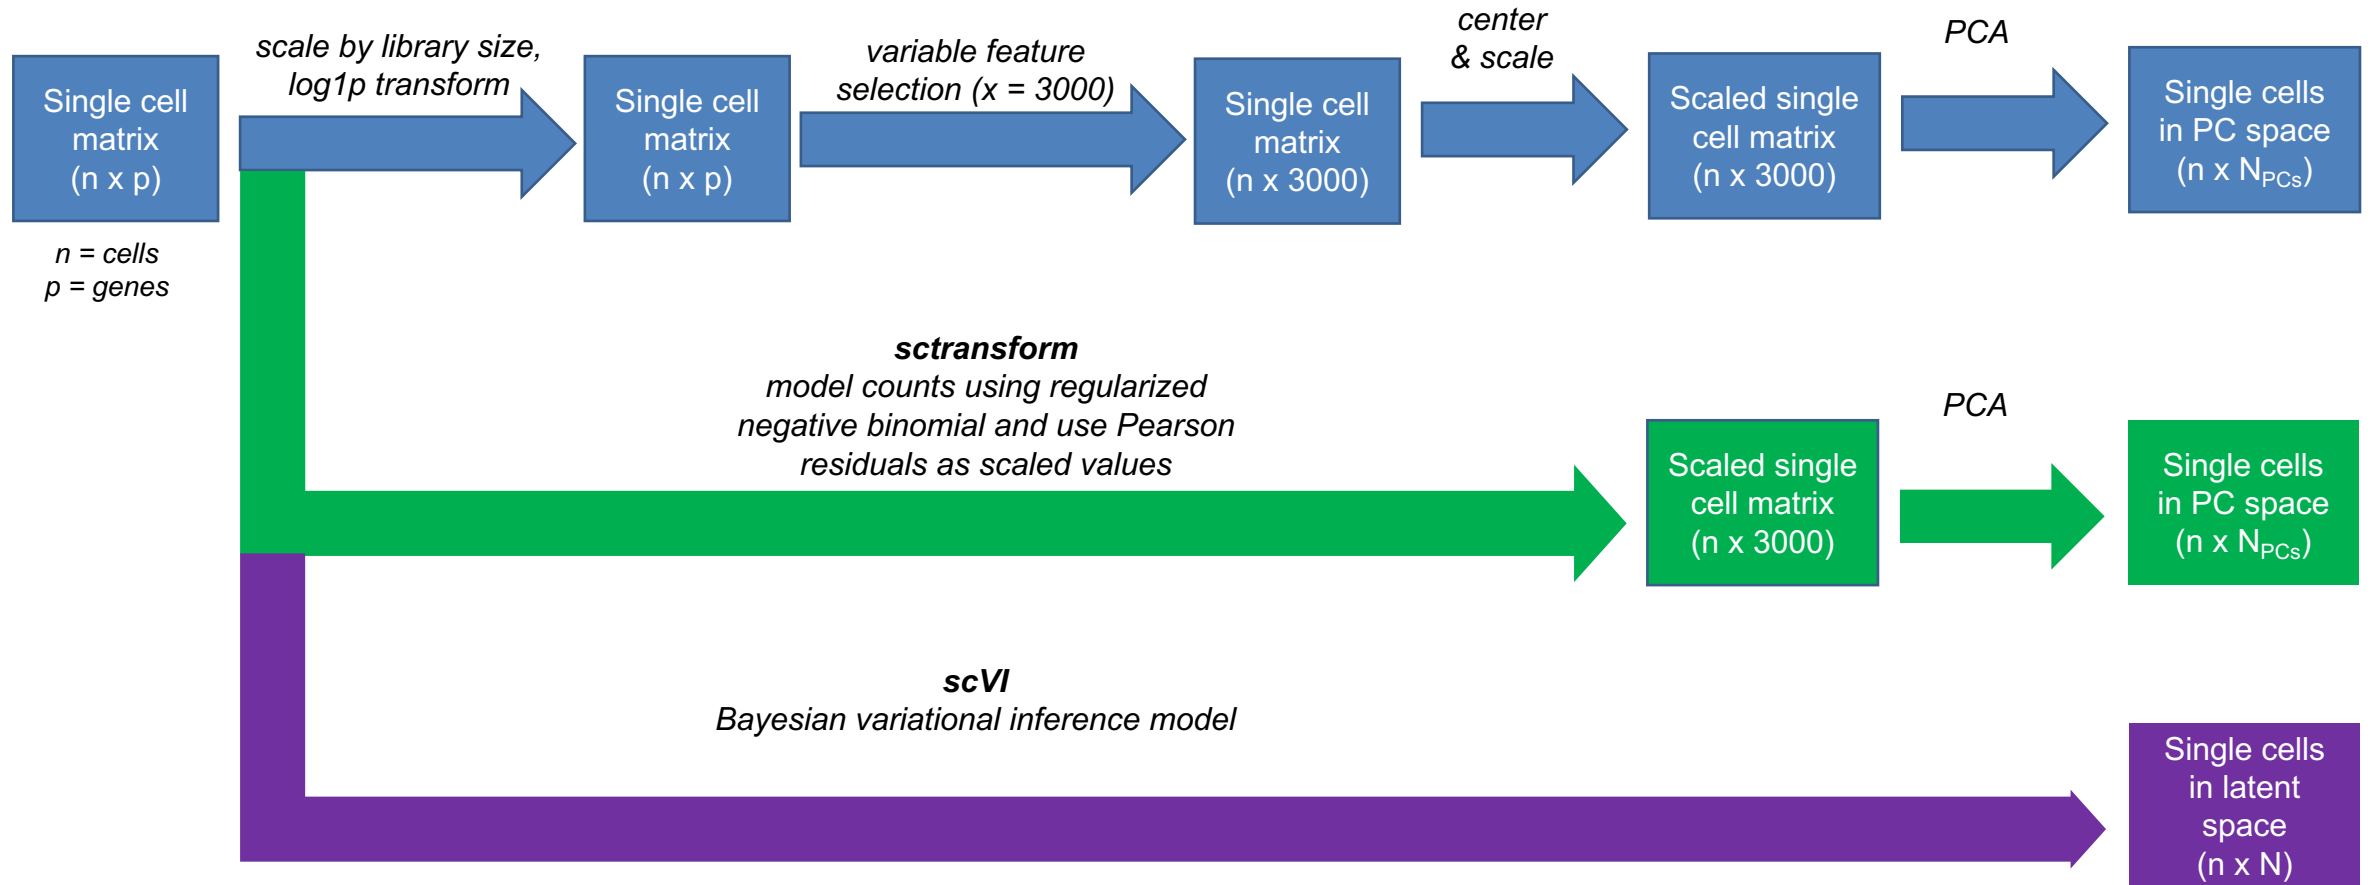 scale by library size,
log1p transform
variable feature
selection (x = 3000)
center
& scale
PCA
Single cell
matrix
(n x p)
Single cell
matrix
(n x p)
Single cell
matrix
(n x 3000)
Scaled single
cell matrix
(n x 3000)
Single cells
in PC space
(n x NPCs)
n = cells
p = genes
sctransform
model counts using regularized
negative binomial and use Pearson
residuals as scaled values
Scaled single
cell matrix
(n x 3000)
PCA
Single cells
in PC space
(n x NPCs)
scVI
Bayesian variational inference model
Single cells
in latent
space
(n x N)